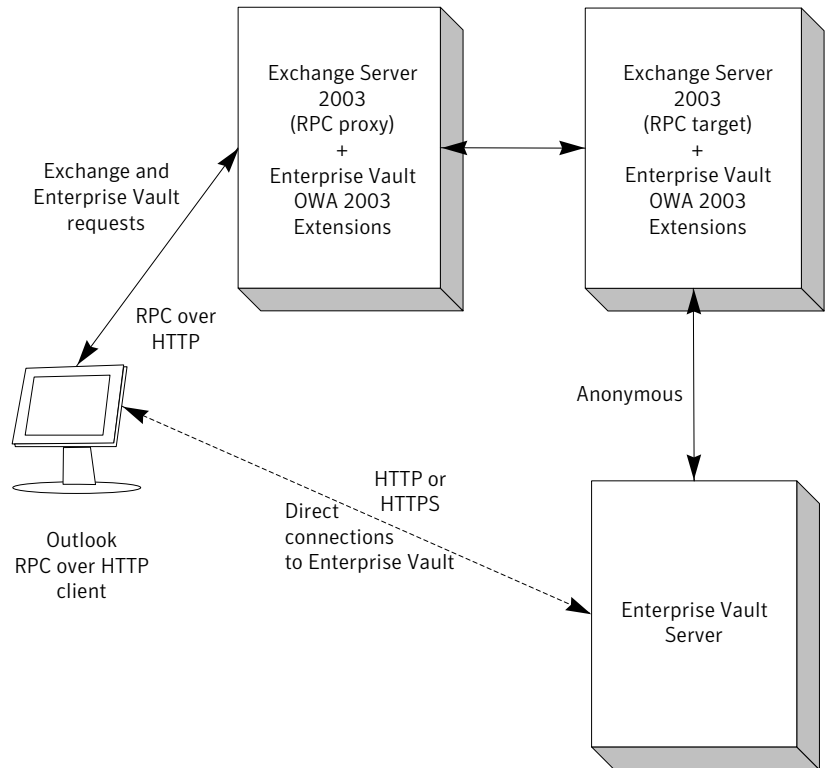 Exchange Server
2003
(RPC proxy)
+
Enterprise Vault
OWA 2003
Extensions
Exchange Server
2003
(RPC target)
+
Enterprise Vault
OWA 2003
Extensions
Exchange and
Enterprise Vault
requests
RPC over
HTTP
Anonymous
HTTP or
HTTPS
Direct
connections
to Enterprise Vault
Outlook
RPC over HTTP
client
Enterprise Vault
Server